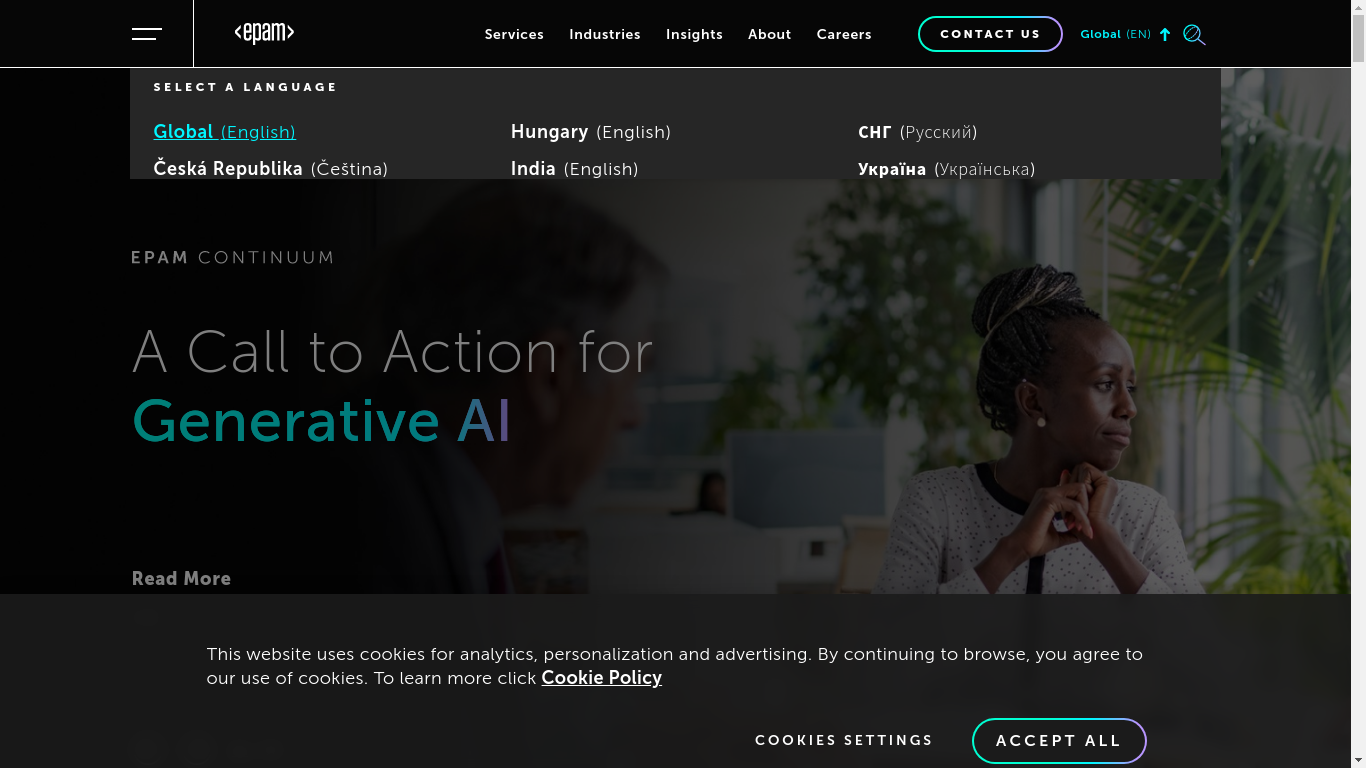 <epam>
Services Industries Insights About Careers CONTACT US Global (EN)
SELECT A LANGUAGE
Global (English) Hungary (English) СНГ (Русский)
Česká Republika (Čeština) India (English) Україна (Українська)
EPAM CONTINUUM
A Call to Action for
Generative AI
Read More
This website uses cookies for analytics, personalization and advertising. By continuing to browse, you agree to
our use of cookies. To learn more click Cookie Policy
COOKIES SETTINGS ACCEPT ALL